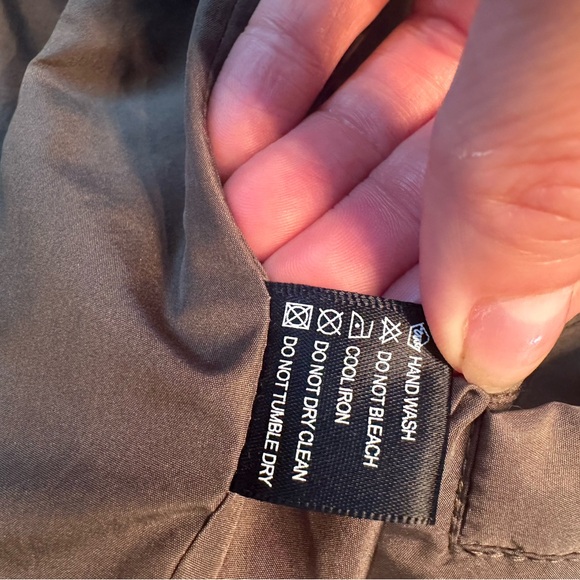 HAND WASH
DO NOT BLEACH
COOL IRON
DO NOT DRY CLEAN
DO NOT TUMBLE DRY